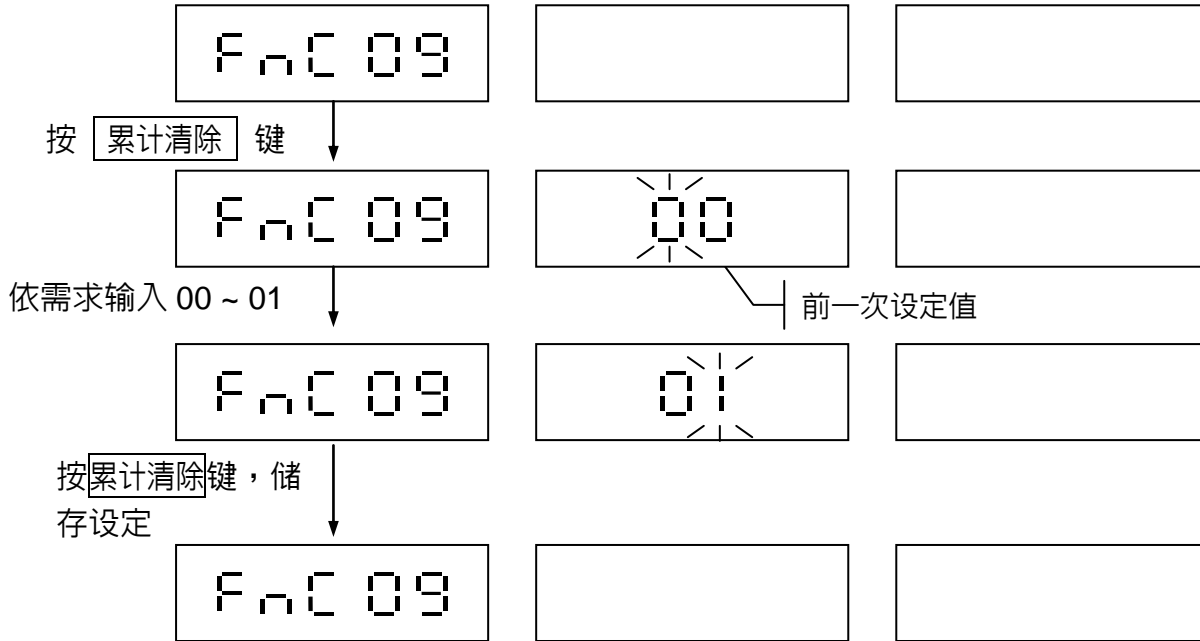 FnC 09
按 累计清除 键
FnC 09 00
依需求输入 00 ~ 01
前一次设定值
FnC 09 01
按累计清除键，储
存设定
FnC 09